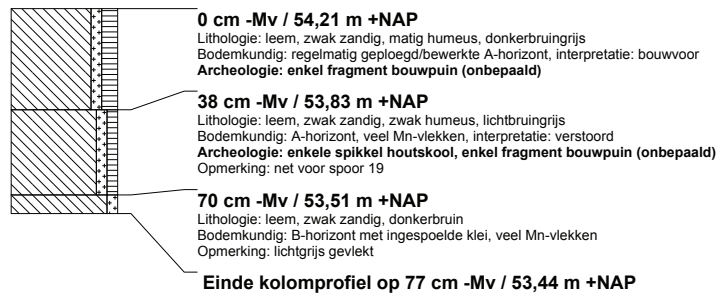 0 cm -Mv / 54,21 m +NAP
Lithologie: leem, zwak zandig, matig humeus, donkerbruingrijs
Bodemkundig: regelmatig geploegd/bewerkte A-horizont, interpretatie: bouwvoor
Archeologie: enkel fragment bouwpuin (onbepaald)
38 cm -Mv / 53,83 m +NAP
Lithologie: leem, zwak zandig, zwak humeus, lichtbruingrijs
Bodemkundig: A-horizont, veel Mn-vlekken, interpretatie: verstoord
Archeologie: enkele spikkel houtskool, enkel fragment bouwpuin (onbepaald)
Opmerking: net voor spoor 19
70 cm -Mv / 53,51 m +NAP
Lithologie: leem, zwak zandig, donkerbruin
Bodemkundig: B-horizont met ingespoelde klei, veel Mn-vlekken
Opmerking: lichtgrijs gevlekt
Einde kolomprofiel op 77 cm -Mv / 53,44 m +NAP